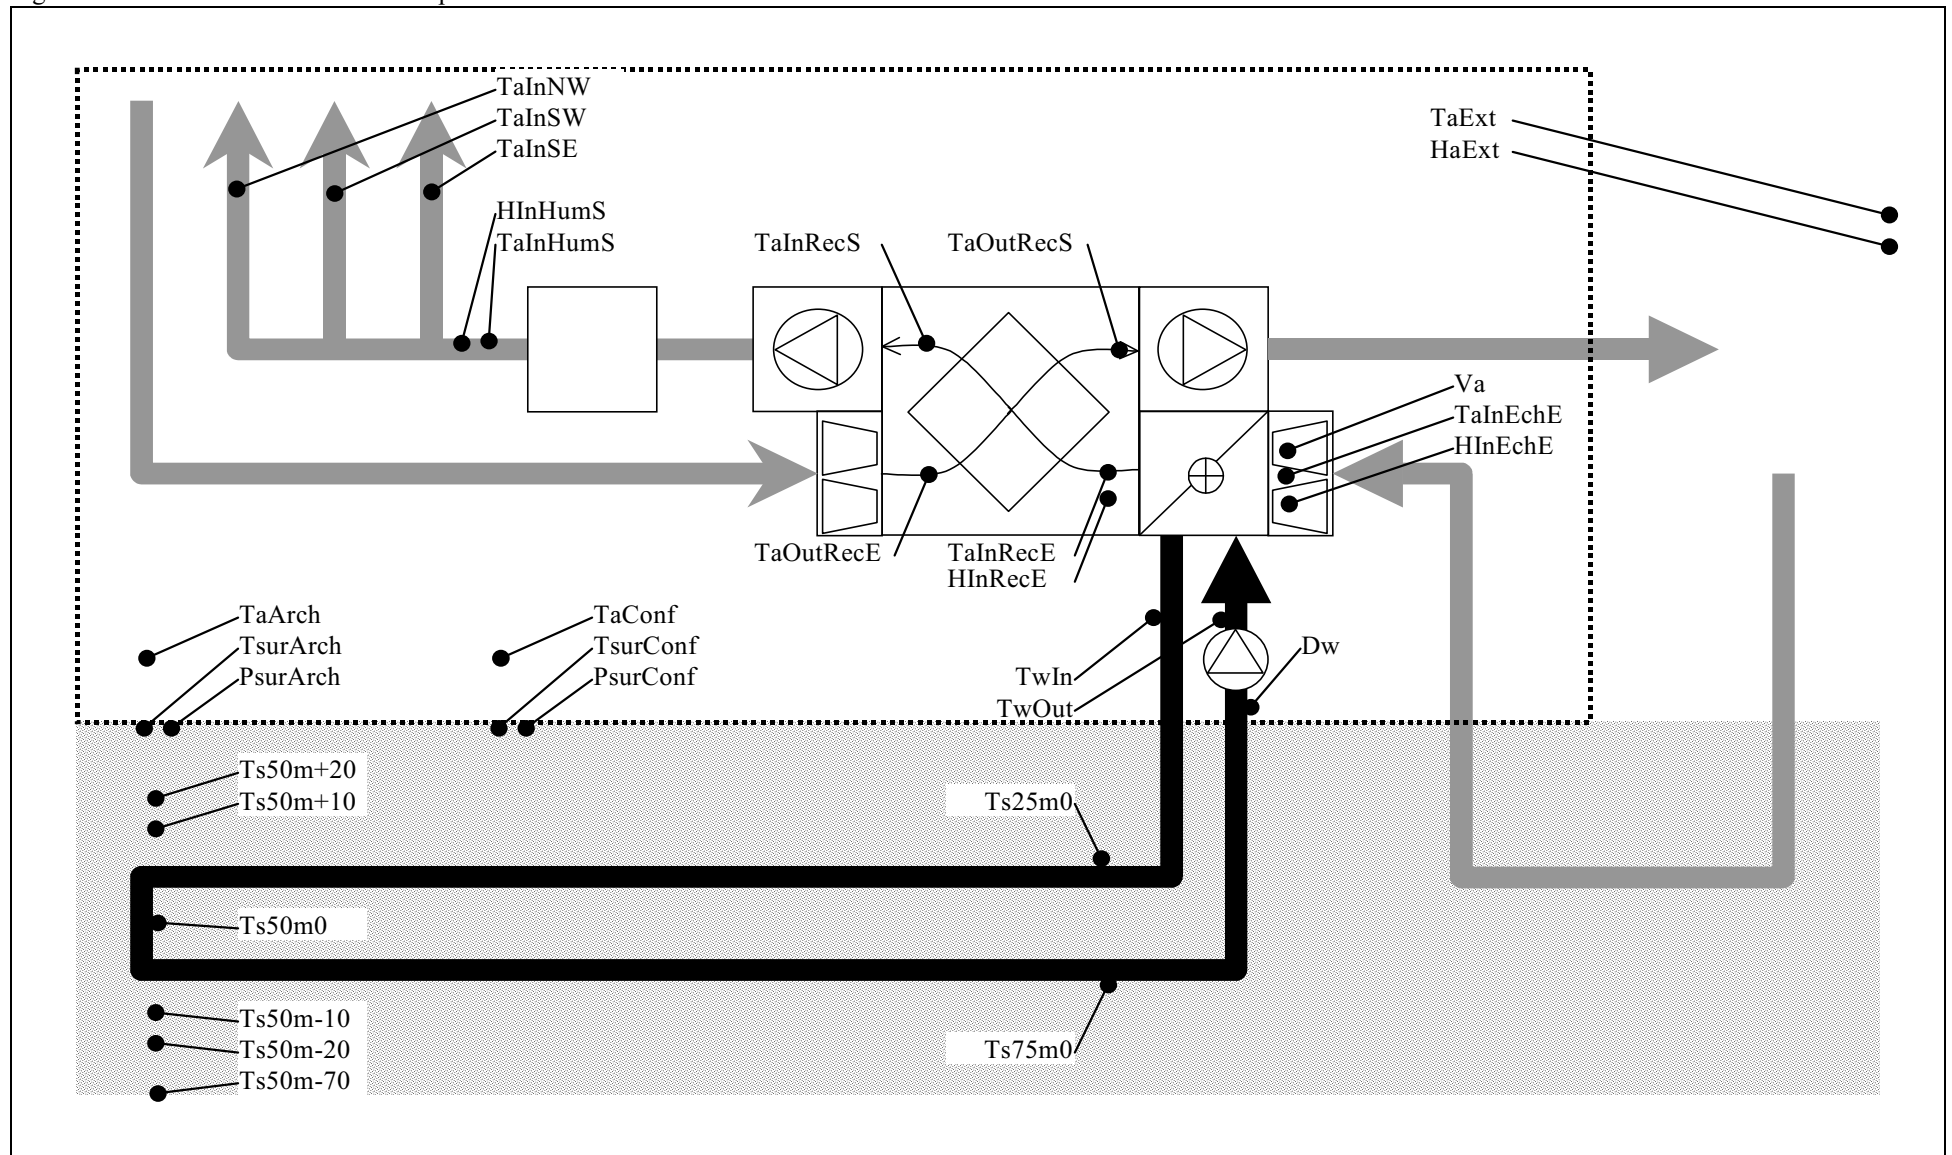 TaInNW
TaInSW
TaInSE
TaExt
HaExt
HInHumS
TaInHumS
TaInRecS
TaOutRecS
Va
TaInEchE
HInEchE
TaOutRecE
TaInRecE
HInRecE
TaArch
TsurArch
PsurArch
TaConf
TsurConf
PsurConf
TwIn
TwOut
Dw
Ts50m+20
Ts50m+10
Ts25m0
Ts50m0
Ts50m-10
Ts50m-20
Ts50m-70
Ts75m0